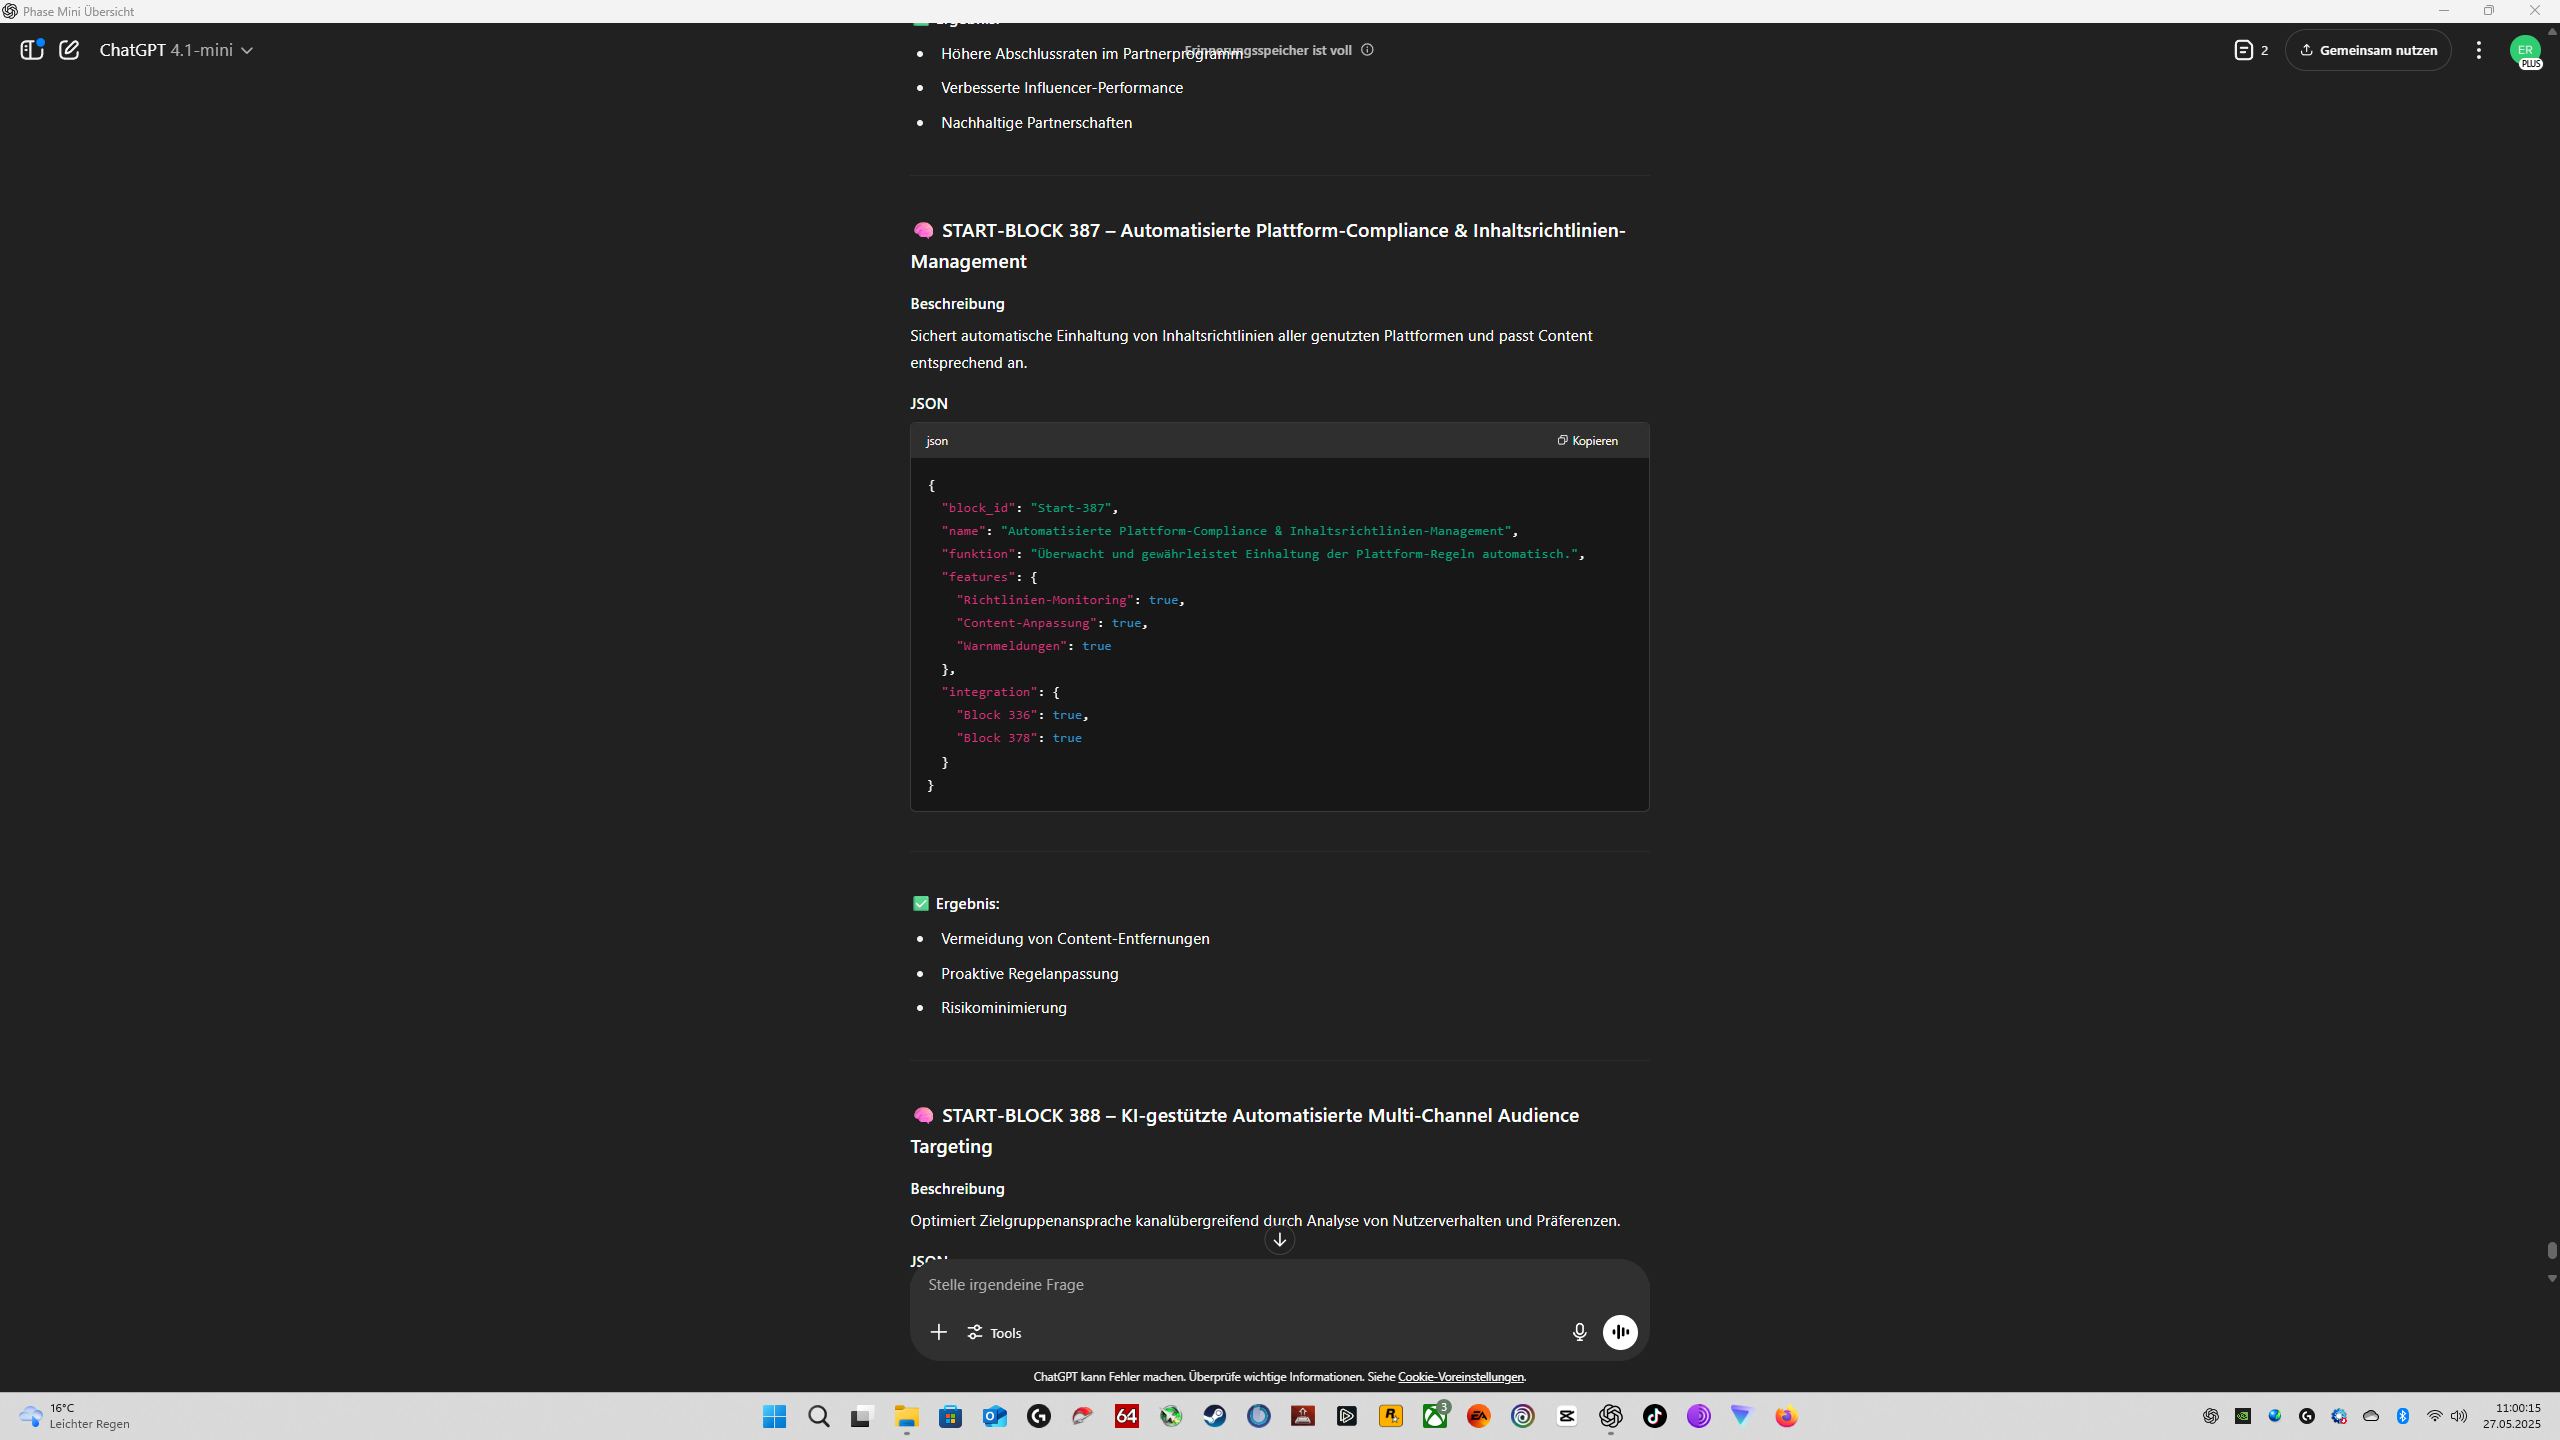 Phase Mini Übersicht
ChatGPT 4.1-mini
Erinnerungsspeicher ist voll
2
Gemeinsam nutzen
ER
PLUS
Ergebnis:
Höhere Abschlussraten im Partnerprogramm
Verbesserte Influencer-Performance
Nachhaltige Partnerschaften
START-BLOCK 387 – Automatisierte Plattform-Compliance & Inhaltsrichtlinien-
Management
Beschreibung
Sichert automatische Einhaltung von Inhaltsrichtlinien aller genutzten Plattformen und passt Content
entsprechend an.
JSON
json
Kopieren
{
"block_id": "Start-387",
"name": "Automatisierte Plattform-Compliance & Inhaltsrichtlinien-Management",
"funktion": "Überwacht und gewährleistet Einhaltung der Plattform-Regeln automatisch.",
"features": {
"Richtlinien-Monitoring": true,
"Content-Anpassung": true,
"Warnmeldungen": true
},
"integration": {
"Block 336": true,
"Block 378": true
}
}
Ergebnis:
Vermeidung von Content-Entfernungen
Proaktive Regelanpassung
Risikominimierung
START-BLOCK 388 – KI-gestützte Automatisierte Multi-Channel Audience
Targeting
Beschreibung
Optimiert Zielgruppenansprache kanalübergreifend durch Analyse von Nutzerverhalten und Präferenzen.
JSON
Stelle irgendeine Frage
Tools
ChatGPT kann Fehler machen. Überprüfe wichtige Informationen. Siehe Cookie-Voreinstellungen.
16°C
Leichter Regen
64
3
EA
11:00:15
27.05.2025